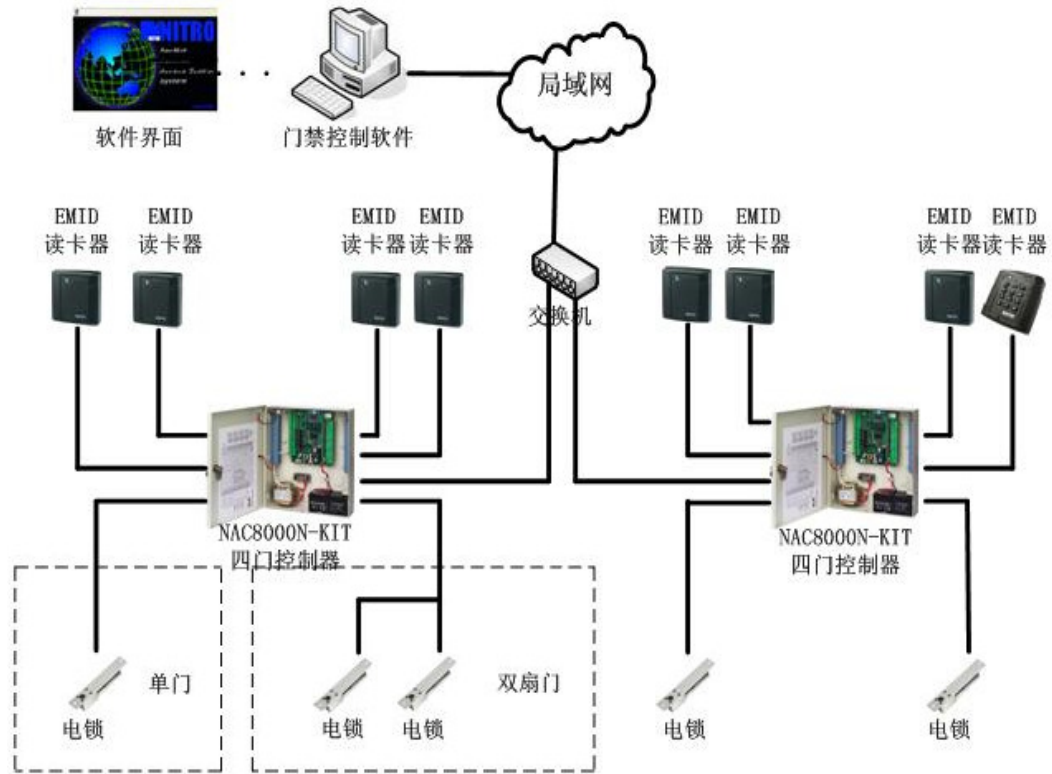 NITRO
局域网
软件界面
门禁控制软件
EMID
读卡器
EMID
读卡器
EMID
读卡器
EMID
读卡器
EMID
读卡器
EMID
读卡器
EMID
读卡器
EMID
读卡器
交换机
NAC8000N-KIT
四门控制器
NAC8000N-KIT
四门控制器
单门
双扇门
电锁
电锁
电锁
电锁
电锁